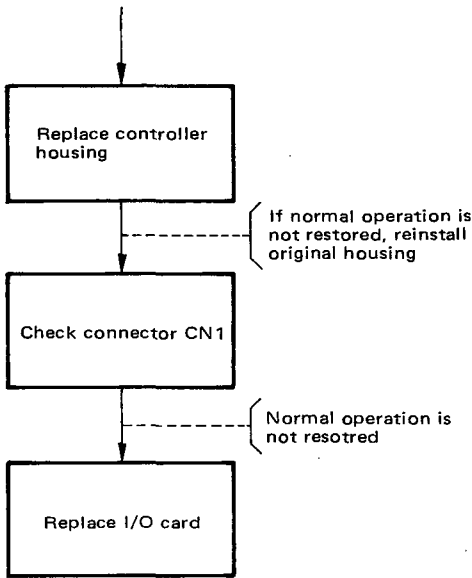 Replace controller
housing
If normal operation is
not restored, reinstall
original housing
Check connector CN1
Normal operation is
not resotred
Replace I/O card